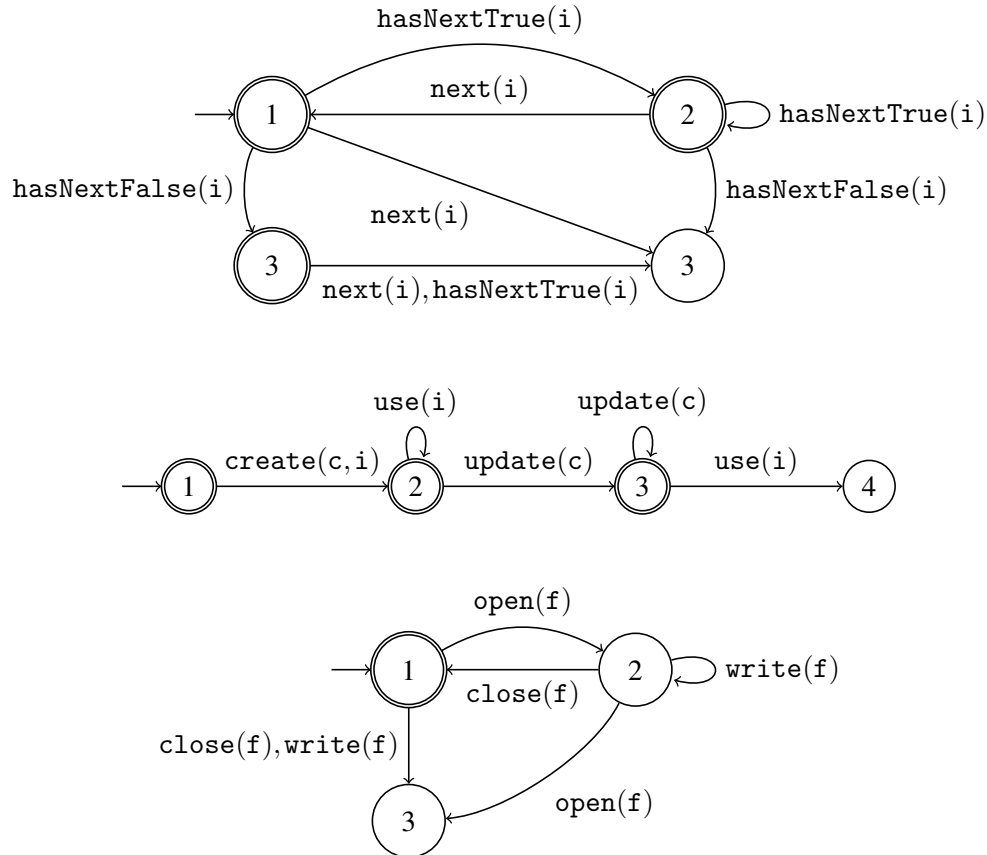 hasNextTrue(i)
next(i)
1
2
hasNextTrue(i)
hasNextFalse(i)
hasNextFalse(i)
next(i)
3
3
next(i),hasNextTrue(i)
use(i)
update(c)
create(c,i)
update(c)
use(i)
1
2
3
4
open(f)
1
2
write(f)
close(f)
close(f),write(f)
open(f)
3